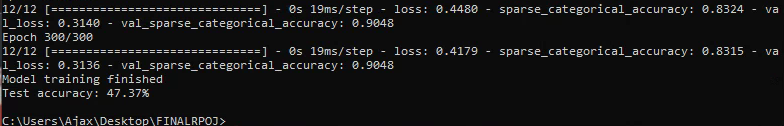 12/12 [==============================] - 0s 19ms/step - loss: 0.4480 - sparse_categorical_accuracy: 0.8324 - va
l_loss: 0.3140 - val_sparse_categorical_accuracy: 0.9048
Epoch 300/300
12/12 [==============================] - 0s 19ms/step - loss: 0.4179 - sparse_categorical_accuracy: 0.8315 - va
l_loss: 0.3136 - val_sparse_categorical_accuracy: 0.9048
Model training finished
Test accuracy: 47.37%
C:\Users\Ajax\Desktop\FINALRPOJ>